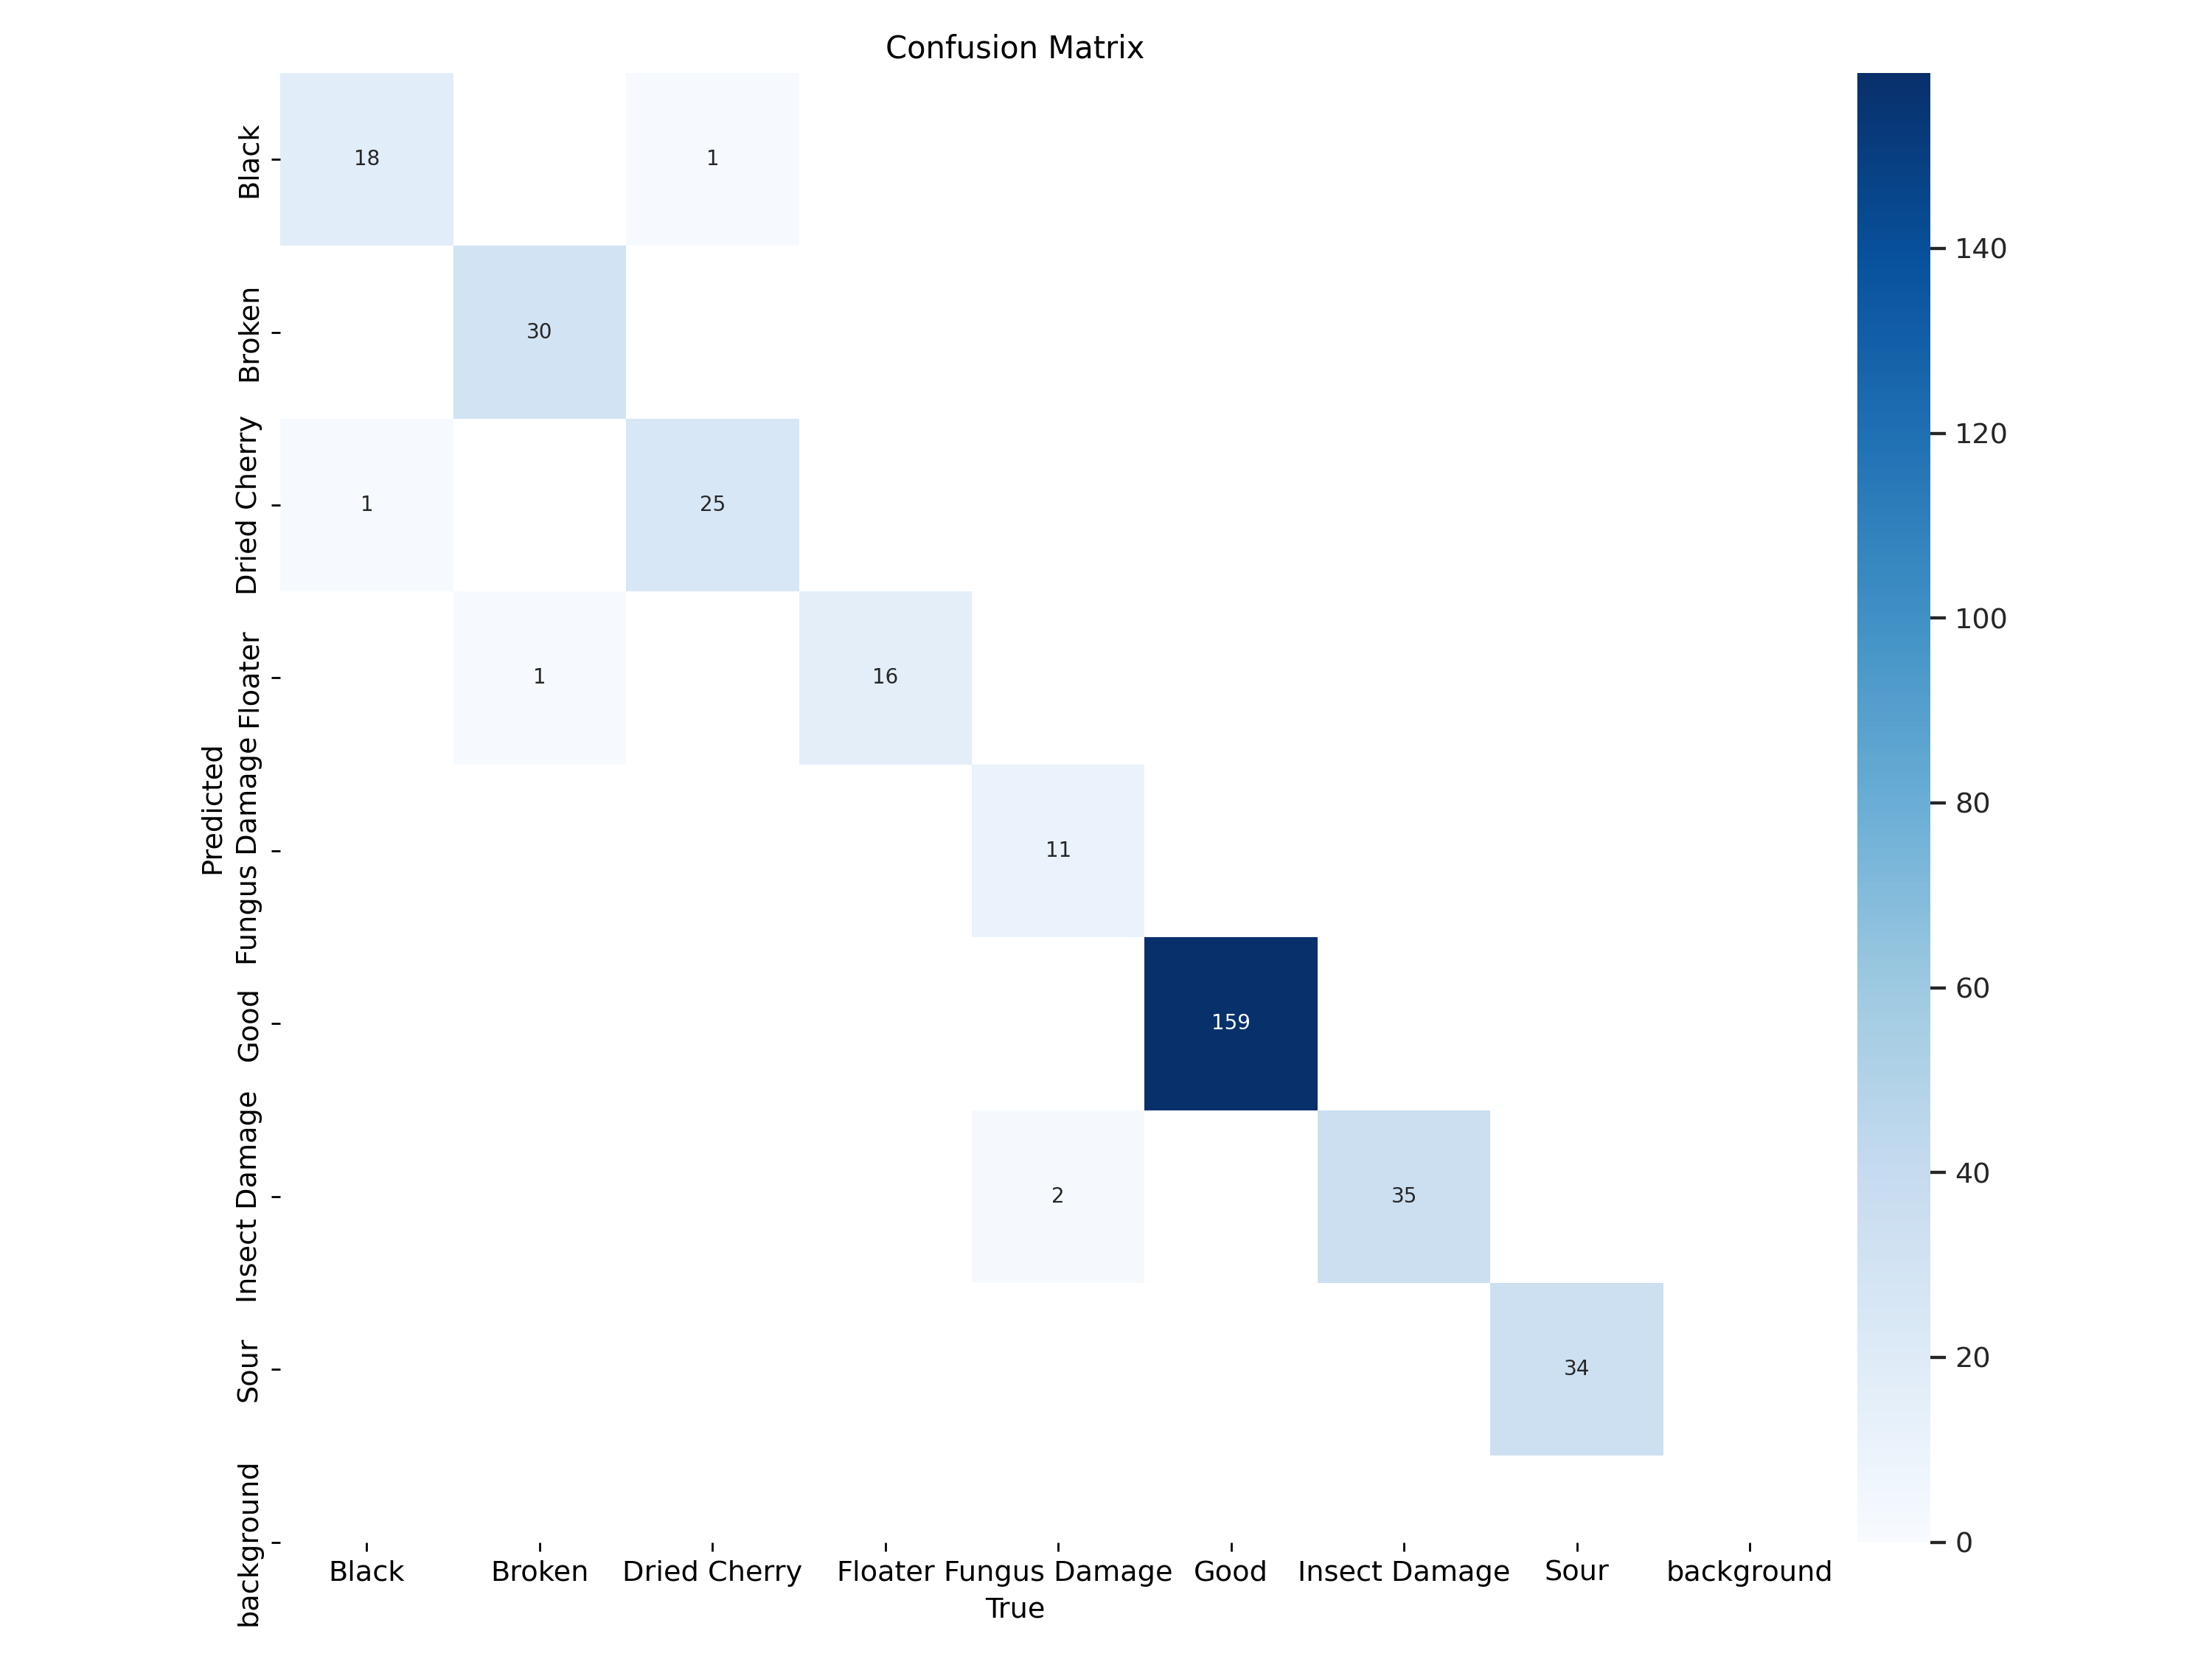 Confusion Matrix
Black
18
1
Broken
30
Dried Cherry
1
25
Floater
1
16
Fungus Damage
11
Good
159
Insect Damage
2
35
Sour
34
background
Predicted
Black Broken Dried Cherry Floater Fungus Damage Good Insect Damage Sour background
True
140
120
100
80
60
40
20
0